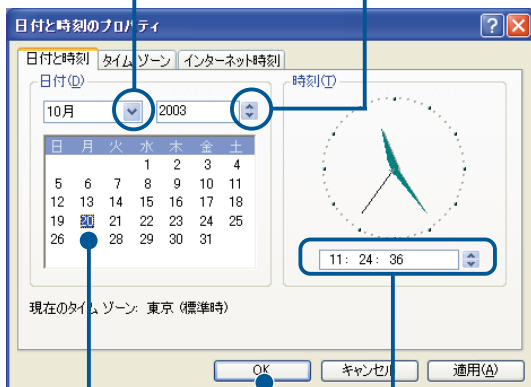 日付と時刻のプロパティ
日付と時刻 タイム ゾーン インターネット時刻
日付(D) 時刻(T)
10月 2003
日 月 火 水 木 金 土
1 2 3 4
5 6 7 8 9 10 11
12 13 14 15 16 17 18
19 20 21 22 23 24 25
26 28 29 30 31
11: 24: 36
現在のタイム ゾーン: 東京 (標準時)
OK キャンセル 適用(A)